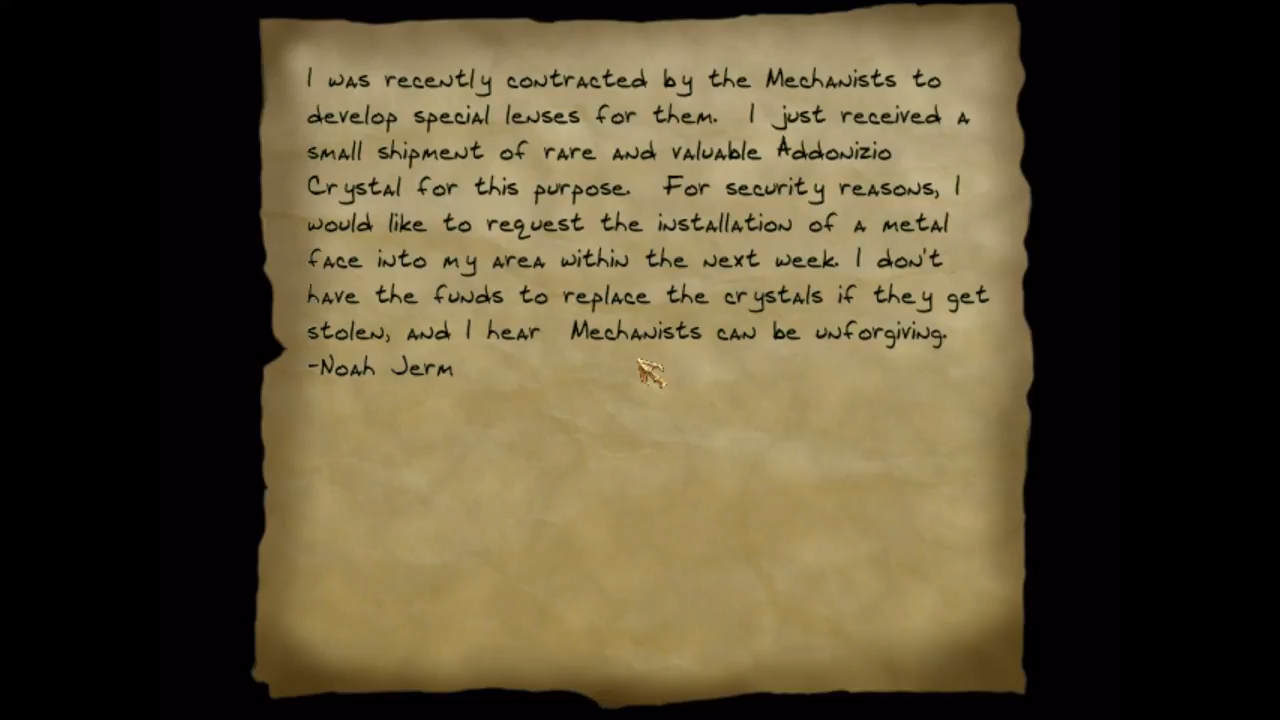 I was recently contracted by the Mechanists to
develop special lenses for them.  I just received a
small shipment of rare and valuable Addonizio
Crystal for this purpose.  For security reasons, I
would like to request the installation of a metal
face into my area within the next week. I don't
have the funds to replace the crystals if they get
stolen, and I hear  Mechanists can be unforgiving.
-Noah Jerm